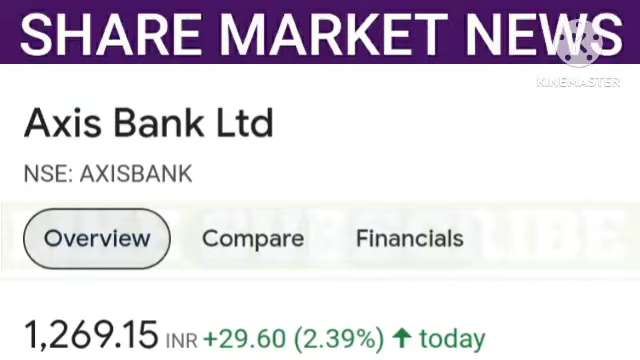 SHARE MARKET NEWS
KINEMASTER
Axis Bank Ltd
NSE: AXISBANK
Overview Compare Financials
1,269.15 INR +29.60 (2.39%) ↑ today